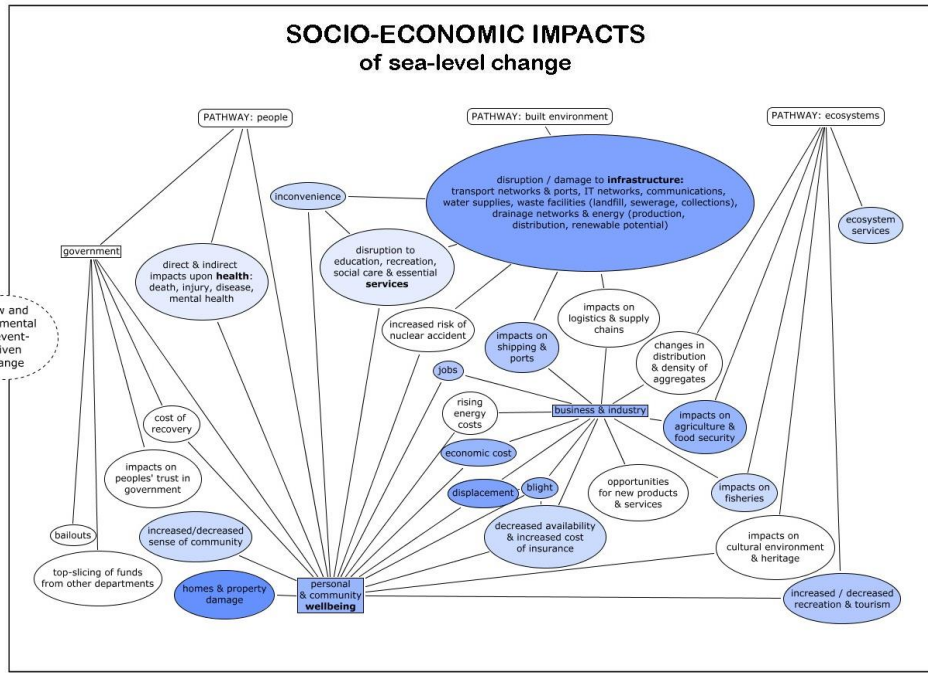 SOCIO-ECONOMIC IMPACTS
of sea-level change
PATHWAY: people
PATHWAY: built environment
PATHWAY: ecosystems
disruption / damage to infrastructure:
transport networks & ports, IT networks, communications,
water supplies, waste facilities (landfill, sewerage, collections),
drainage networks & energy (production,
distribution, renewable potential)
inconvenience
ecosystem
services
government
direct & indirect
impacts upon health:
death, injury, disease,
mental health
disruption to
education, recreation,
social care & essential
services
impacts on
logistics & supply
chains
increased risk of
nuclear accident
impacts on
shipping &
ports
changes in
distribution
& density of
aggregates
jobs
rising
energy
costs
business & industry
impacts on
agriculture &
food security
cost of
recovery
economic cost
impacts on
peoples' trust in
government
displacement
blight
opportunities
for new products
& services
impacts on
fisheries
bailouts
increased/decreased
sense of community
decreased availability
& increased cost
of insurance
impacts on
cultural environment
& heritage
top-slicing of funds
from other departments
homes & property
damage
personal
& community
wellbeing
increased / decreased
recreation & tourism
and